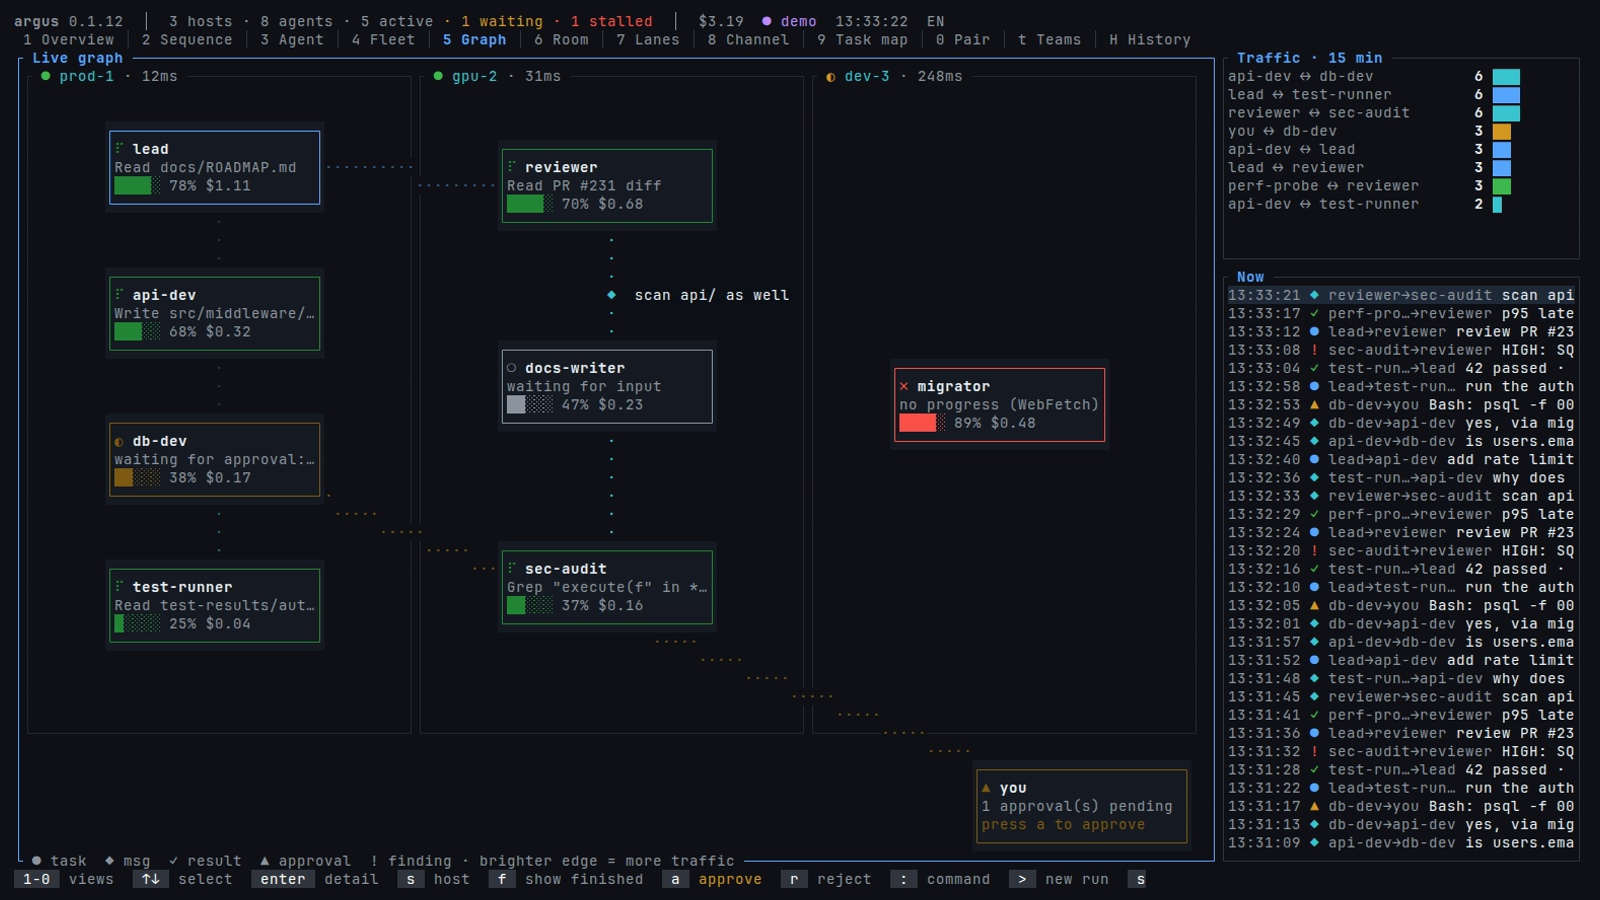 argus 0.1.12 │ 3 hosts · 8 agents · 5 active · 1 waiting · 1 stalled │ $3.19 ● demo 13:33:22 EN
1 Overview │ 2 Sequence │ 3 Agent │ 4 Fleet │ 5 Graph │ 6 Room │ 7 Lanes │ 8 Channel │ 9 Task map │ 0 Pair │ t Teams │ H History
Live graph
● prod-1 · 12ms
lead
Read docs/ROADMAP.md
78% $1.11
api-dev
Write src/middleware/…
68% $0.32
◐ db-dev
waiting for approval:…
38% $0.17
test-runner
Read test-results/aut…
25% $0.04
● gpu-2 · 31ms
reviewer
Read PR #231 diff
70% $0.68
◆ scan api/ as well
○ docs-writer
waiting for input
47% $0.23
sec-audit
Grep "execute(f" in *…
37% $0.16
◐ dev-3 · 248ms
✕ migrator
no progress (WebFetch)
89% $0.48
▲ you
1 approval(s) pending
press a to approve
● task ◆ msg ✓ result ▲ approval ! finding · brighter edge = more traffic
Traffic · 15 min
api-dev ↔ db-dev 6
lead ↔ test-runner 6
reviewer ↔ sec-audit 6
you ↔ db-dev 3
api-dev ↔ lead 3
lead ↔ reviewer 3
perf-probe ↔ reviewer 3
api-dev ↔ test-runner 2
Now
13:33:21 ◆ reviewer→sec-audit scan api
13:33:17 ✓ perf-pro…→reviewer p95 late
13:33:12 ● lead→reviewer review PR #23
13:33:08 ! sec-audit→reviewer HIGH: SQ
13:33:04 ✓ test-run…→lead 42 passed ·
13:32:58 ● lead→test-run… run the auth
13:32:53 ▲ db-dev→you Bash: psql -f 00
13:32:49 ◆ db-dev→api-dev yes, via mig
13:32:45 ◆ api-dev→db-dev is users.ema
13:32:40 ● lead→api-dev add rate limit
13:32:36 ◆ test-run…→api-dev why does
13:32:33 ◆ reviewer→sec-audit scan api
13:32:29 ✓ perf-pro…→reviewer p95 late
13:32:24 ● lead→reviewer review PR #23
13:32:20 ! sec-audit→reviewer HIGH: SQ
13:32:16 ✓ test-run…→lead 42 passed ·
13:32:10 ● lead→test-run… run the auth
13:32:05 ▲ db-dev→you Bash: psql -f 00
13:32:01 ◆ db-dev→api-dev yes, via mig
13:31:57 ◆ api-dev→db-dev is users.ema
13:31:52 ● lead→api-dev add rate limit
13:31:48 ◆ test-run…→api-dev why does
13:31:45 ◆ reviewer→sec-audit scan api
13:31:41 ✓ perf-pro…→reviewer p95 late
13:31:36 ● lead→reviewer review PR #23
13:31:32 ! sec-audit→reviewer HIGH: SQ
13:31:28 ✓ test-run…→lead 42 passed ·
13:31:22 ● lead→test-run… run the auth
13:31:17 ▲ db-dev→you Bash: psql -f 00
13:31:13 ◆ db-dev→api-dev yes, via mig
13:31:09 ◆ api-dev→db-dev is users.ema
1-0 views ↑↓ select enter detail s host f show finished a approve r reject : command > new run s